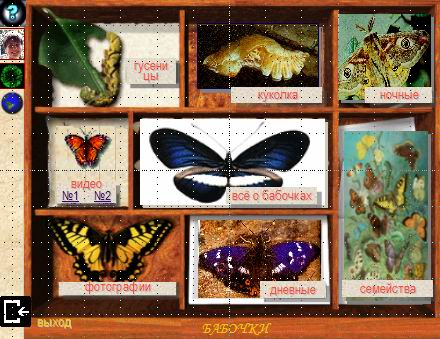 ?
гусени
цы
куколка
ночные
видео
№1 №2
всё о бабочках
фотографии
дневные
семейства
выход
БАБОЧКИ